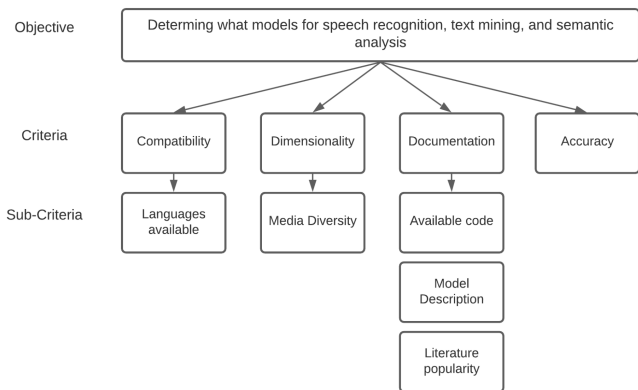 Objective
Determing what models for speech recognition, text mining, and semantic
analysis
Criteria
Compatibility
Dimensionality
Documentation
Accuracy
Sub-Criteria
Languages
available
Media Diversity
Available code
Model
Description
Literature
popularity